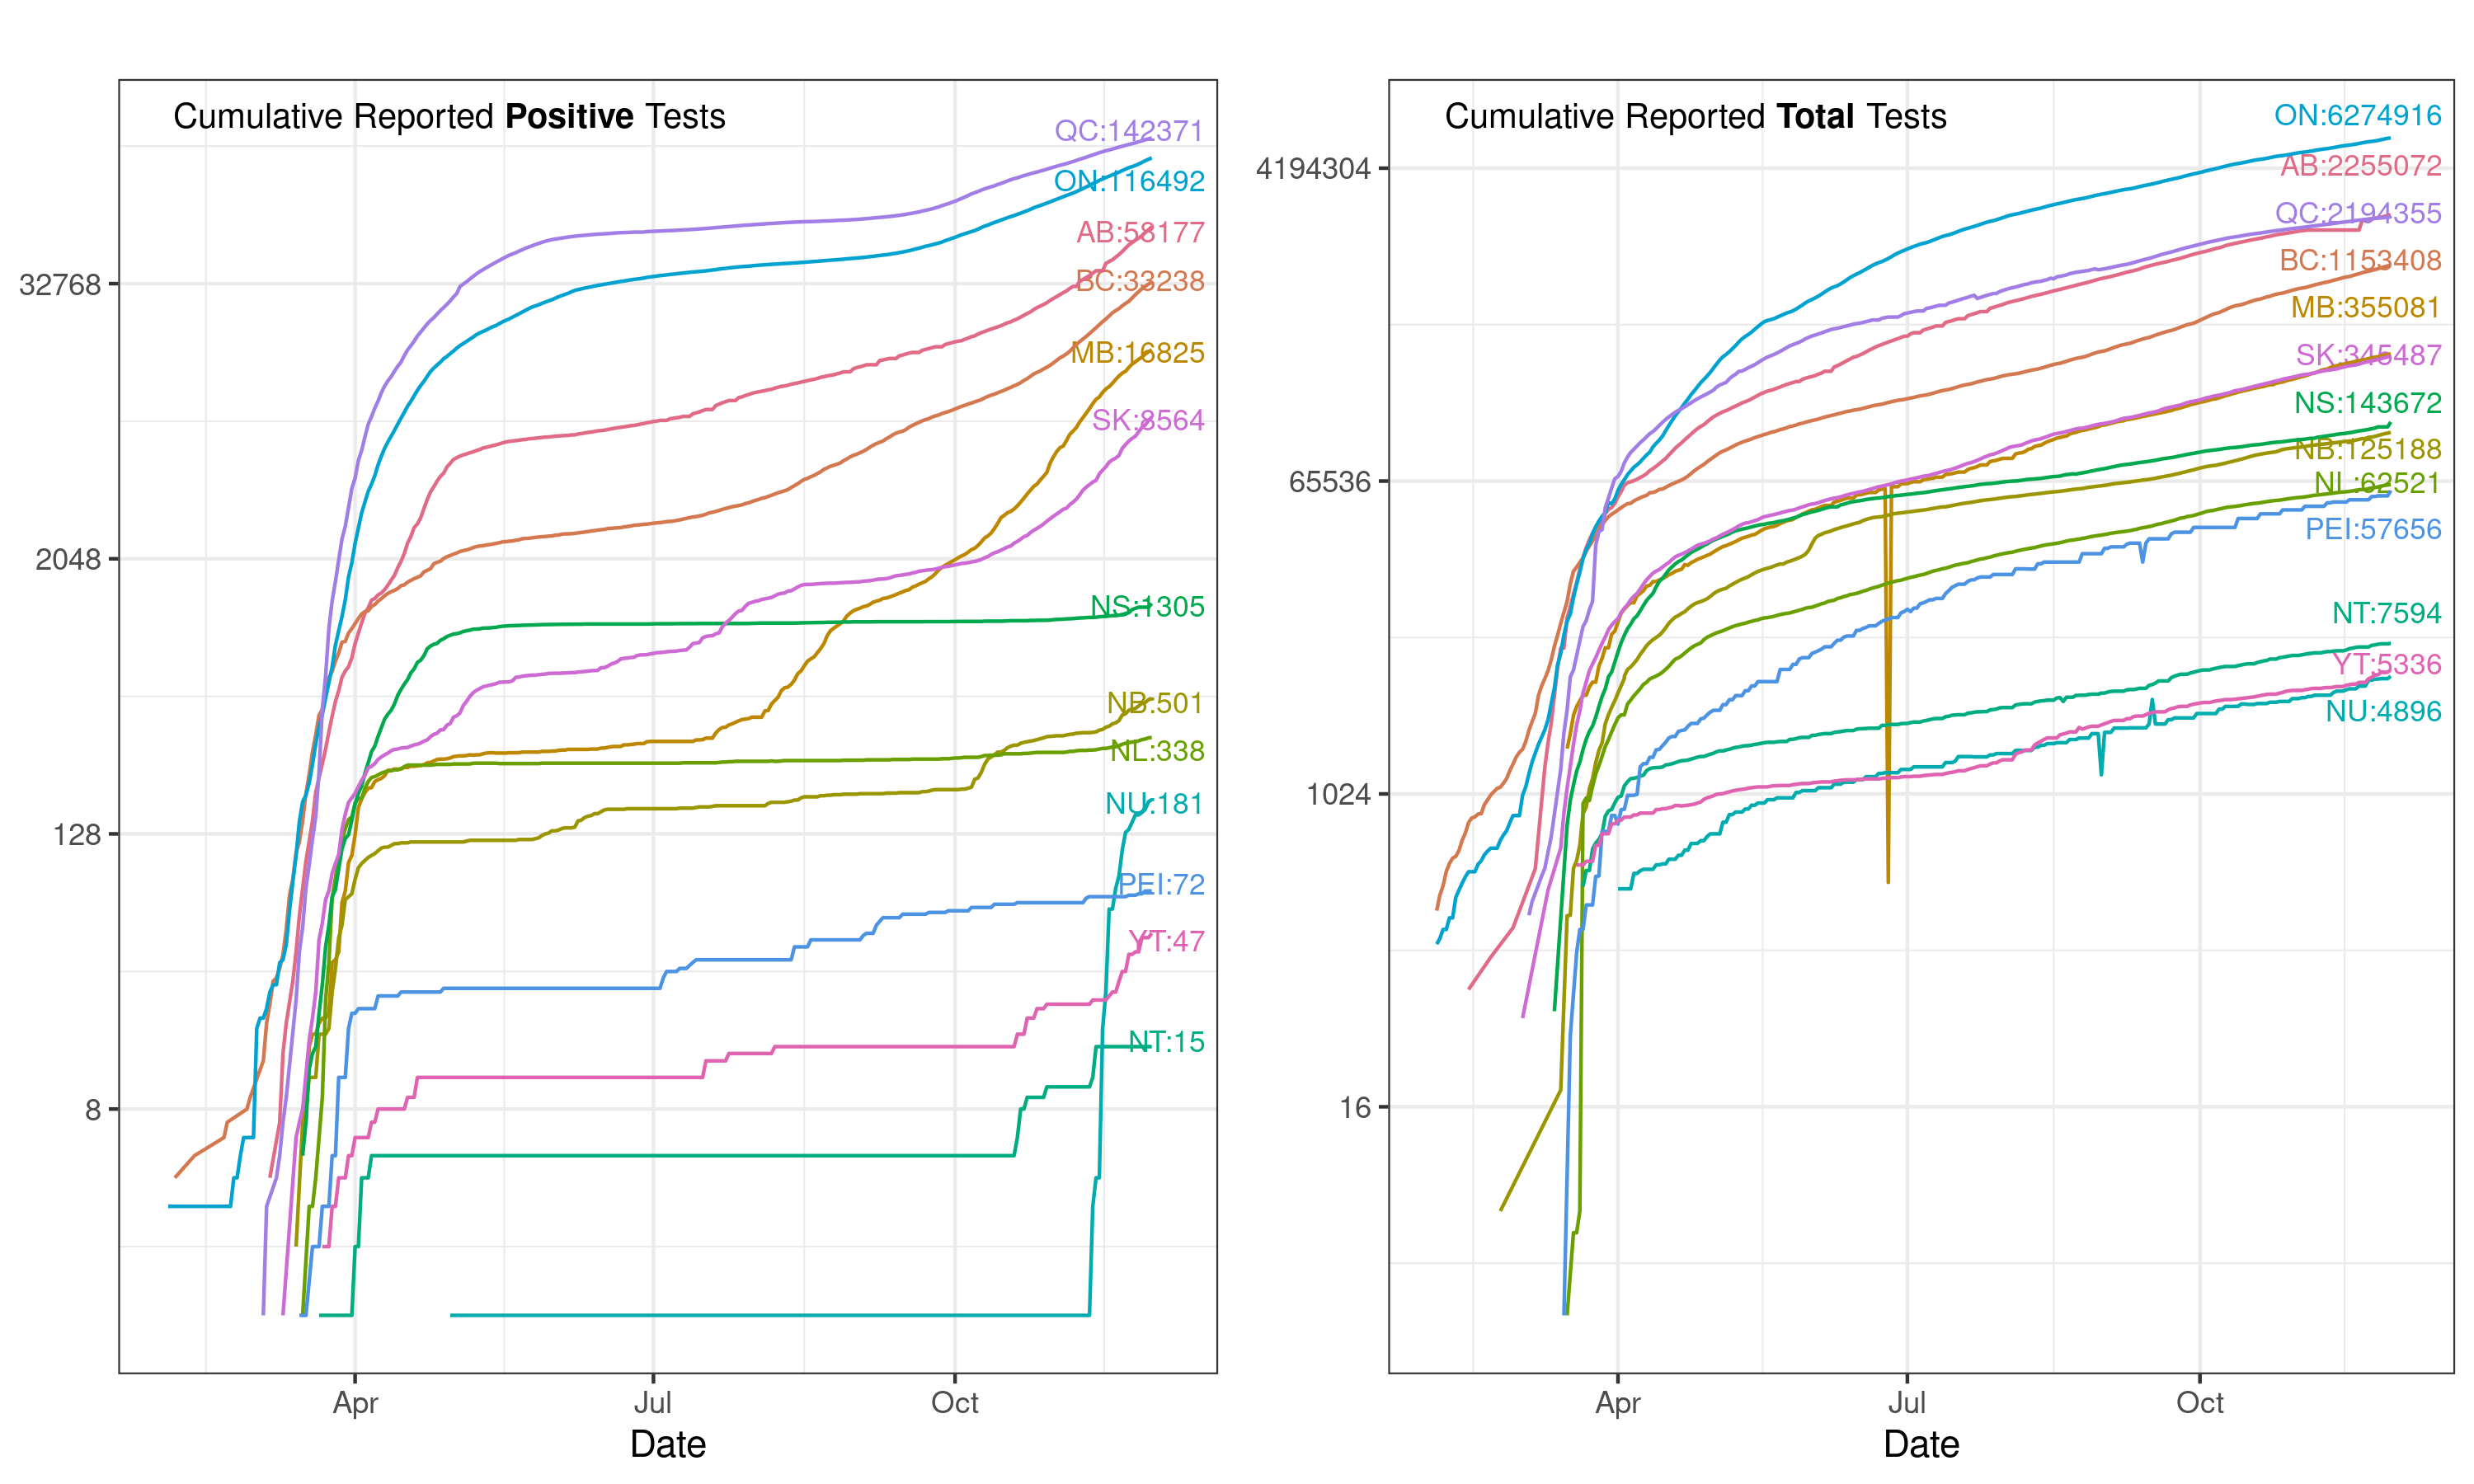 Cumulative Reported Positive Tests
QC:142371
ON:116492
AB:58177
BC:33238
MB:16825
SK:8564
NS:1305
NB:501
NL:338
NU:181
PEI:72
YT:47
NT:15
32768
2048
128
8
Apr
Jul
Oct
Date
Cumulative Reported Total Tests
ON:6274916
AB:2255072
QC:2194355
BC:1153408
MB:355081
SK:345487
NS:143672
NB:125188
NL:62521
PEI:57656
NT:7594
YT:5336
NU:4896
4194304
65536
1024
16
Apr
Jul
Oct
Date